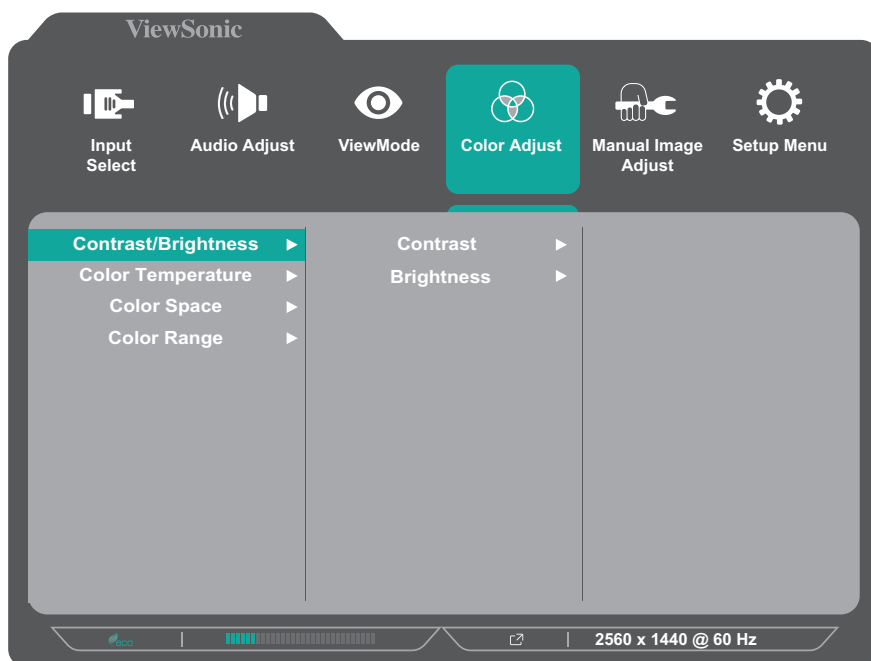 ViewSonic
Input
Select
Audio Adjust
ViewMode
Color Adjust
Manual Image
Adjust
Setup Menu
Contrast/Brightness
Color Temperature
Color Space
Color Range
Contrast
Brightness
eco
2560 x 1440 @ 60 Hz